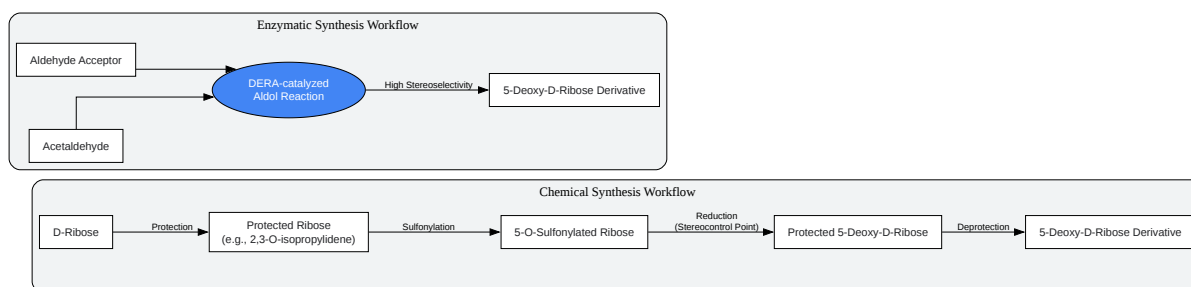 Enzymatic Synthesis Workflow
Aldehyde Acceptor
DERA-catalyzed
Aldol Reaction
High Stereoselectivity
5-Deoxy-D-Ribose Derivative
Acetaldehyde
Chemical Synthesis Workflow
D-Ribose
Protection
Protected Ribose
(e.g., 2,3-O-isopropylidene)
Sulfonylation
5-O-Sulfonylated Ribose
Reduction
(Stereocontrol Point)
Protected 5-Deoxy-D-Ribose
Deprotection
5-Deoxy-D-Ribose Derivative